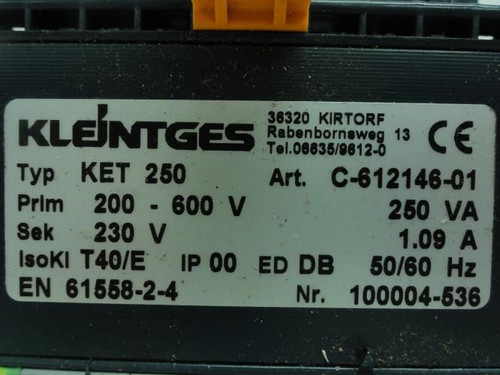 KLEINTGES
36320 KIRTORF
Rabenbornsweg 13
Tel.06635/9612-0
CE
Typ KET 250 Art. C-612146-01
Prim 200 - 600 V 250 VA
Sek 230 V 1.09 A
IsoKl T40/E IP 00 ED DB 50/60 Hz
EN 61558-2-4 Nr. 100004-536